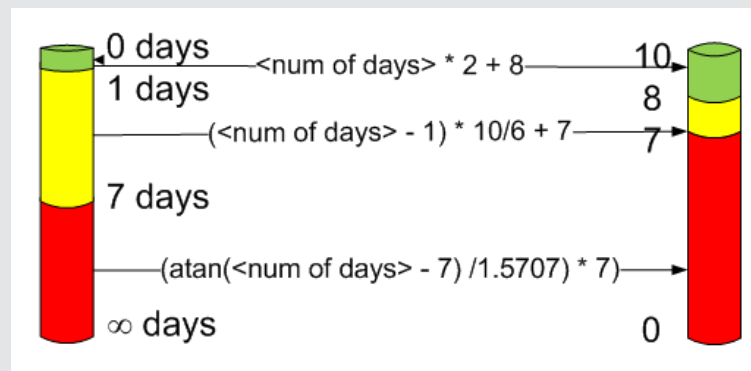 0 days
<num of days> * 2 + 8
10
1 days
8
(<num of days> - 1) * 10/6 + 7
7
7 days
(atan(<num of days> - 7) /1.5707) * 7)
∞ days
0